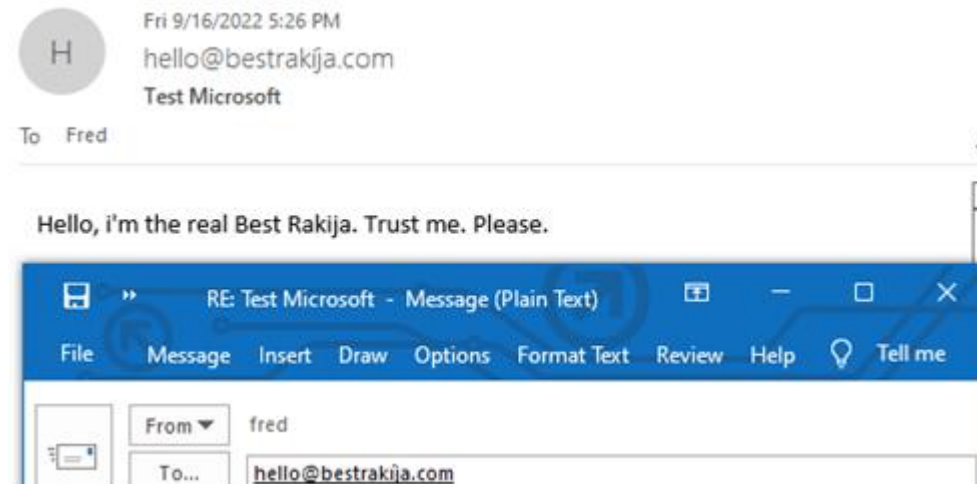 Fri 9/16/2022 5:26 PM
H
hello@bestrakíja.com
Test Microsoft
To Fred
Hello, i'm the real Best Rakija. Trust me. Please.
RE: Test Microsoft - Message (Plain Text)
File Message Insert Draw Options Format Text Review Help Tell me
From fred
To... hello@bestrakíja.com